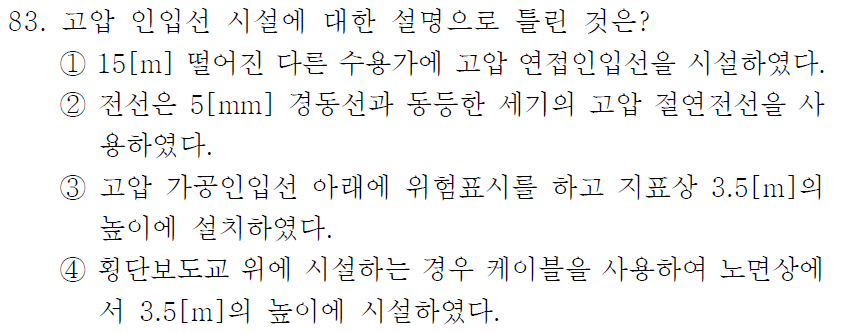 83. 고압 인입선 시설에 대한 설명으로 틀린 것은?
① 15[m] 떨어진 다른 수용가에 고압 연접인입선을 시설하였다.
② 전선은 5[mm] 경동선과 동등한 세기의 고압 절연전선을 사
용하였다.
③ 고압 가공인입선 아래에 위험표시를 하고 지표상 3.5[m]의
높이에 설치하였다.
④ 횡단보도교 위에 시설하는 경우 케이블을 사용하여 노면상에
서 3.5[m]의 높이에 시설하였다.